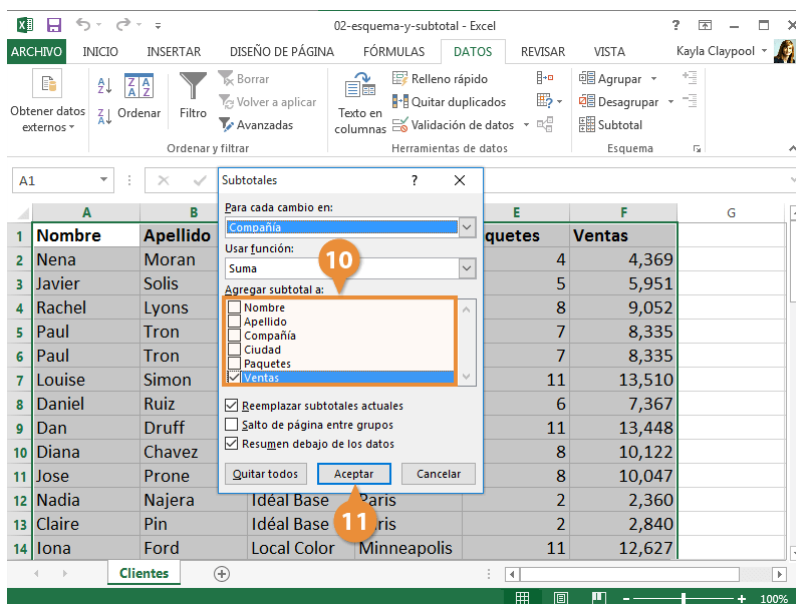 02-esquema-y-subtotal - Excel
ARCHIVO INICIO INSERTAR DISEÑO DE PÁGINA FÓRMULAS DATOS REVISAR VISTA Kayla Claypool
Obtener datos externos
Ordenar
Filtro
Borrar
Volver a aplicar
Avanzadas
Ordenar y filtrar
Texto en columnas
Relleno rápido
Quitar duplicados
Validación de datos
Herramientas de datos
Agrupar
Desagrupar
Subtotal
Esquema
A1
Subtotales ? ×
Para cada cambio en:
Compañía
Usar función:
Suma
10
Agregar subtotal a:
Nombre
Apellido
Compañía
Ciudad
Paquetes
Ventas
Reemplazar subtotales actuales
Salto de página entre grupos
Resumen debajo de los datos
Quitar todos Aceptar Cancelar
11
A B E F G
1 Nombre Apellido quetes Ventas
2 Nena Moran 4 4,369
3 Javier Solis 5 5,951
4 Rachel Lyons 8 9,052
5 Paul Tron 7 8,335
6 Paul Tron 7 8,335
7 Louise Simon 11 13,510
8 Daniel Ruiz 6 7,367
9 Dan Druff 11 13,448
10 Diana Chavez 8 10,122
11 Jose Prone 8 10,047
12 Nadia Najera Idéal Base Paris 2 2,360
13 Claire Pin Idéal Base ris 2 2,840
14 Iona Ford Local Color Minneapolis 11 12,627
Clientes
100%